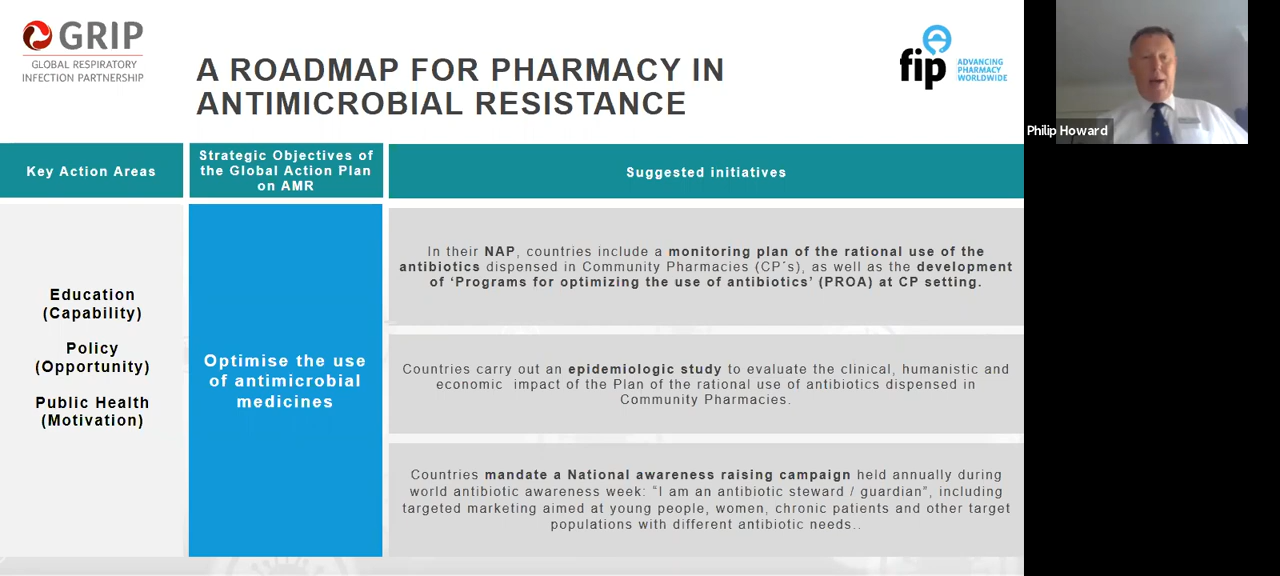 GRIP
GLOBAL RESPIRATORY
INFECTION PARTNERSHIP
A ROADMAP FOR PHARMACY IN
ANTIMICROBIAL RESISTANCE
fip
ADVANCING
PHARMACY
WORLDWIDE
Philip Howard
Key Action Areas
Strategic Objectives of
the Global Action Plan
on AMR
Suggested initiatives
Education
(Capability)
Policy
(Opportunity)
Public Health
(Motivation)
Optimise the use
of antimicrobial
medicines
In their NAP, countries include a monitoring plan of the rational use of the
antibiotics dispensed in Community Pharmacies (CP´s), as well as the development
of ‘Programs for optimizing the use of antibiotics’ (PROA) at CP setting.
Countries carry out an epidemiologic study to evaluate the clinical, humanistic and
economic impact of the Plan of the rational use of antibiotics dispensed in
Community Pharmacies.
Countries mandate a National awareness raising campaign held annually during
world antibiotic awareness week: “I am an antibiotic steward / guardian”, including
targeted marketing aimed at young people, women, chronic patients and other target
populations with different antibiotic needs..